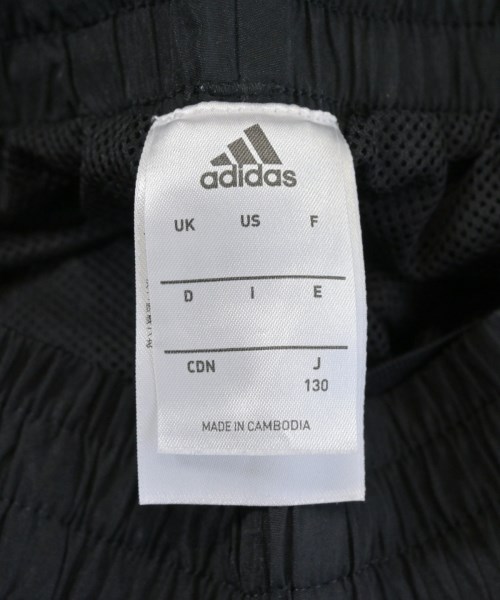 adidas
UK US F
D I E
CDN J
130
MADE IN CAMBODIA